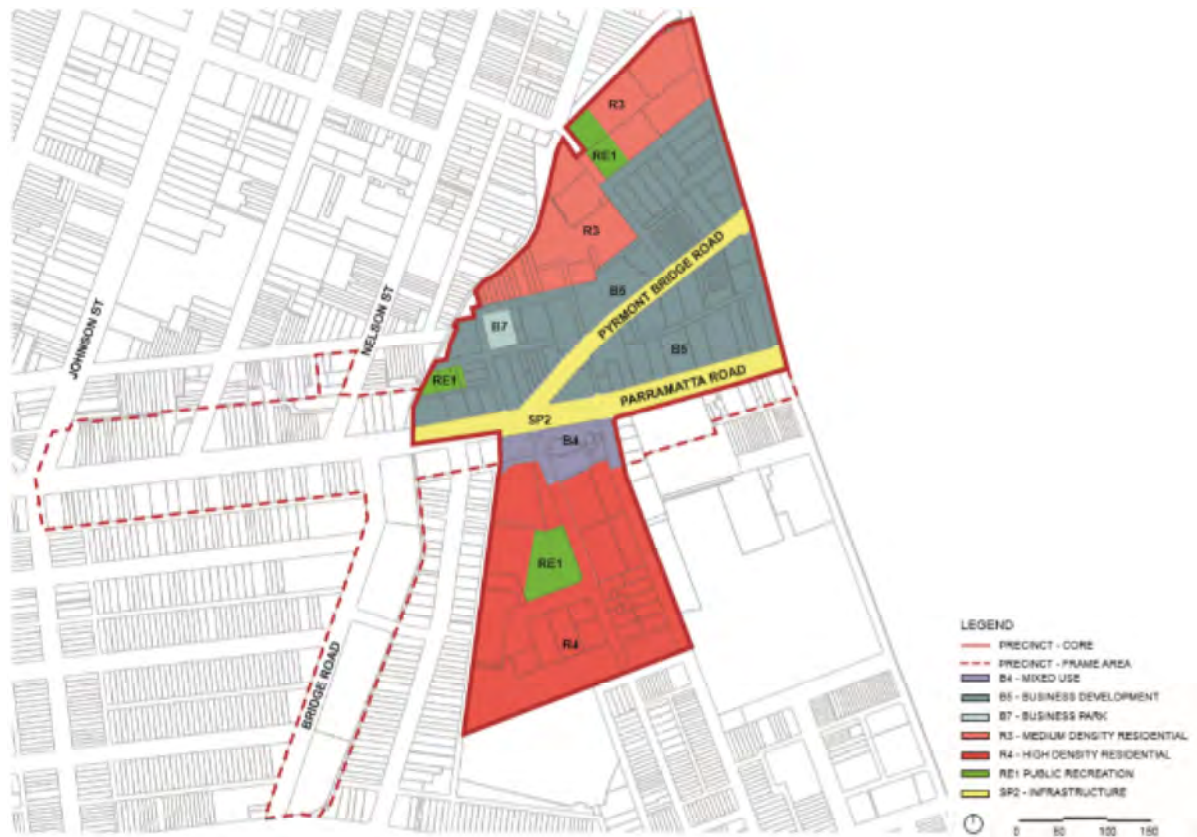 R3
RE1
R3
PYRMONT BRIDGE ROAD
B5
B7
B5
JOHNSON ST
NELSON ST
RE1
PARRAMATTA ROAD
SP2
B4
RE1
R4
BRIDGE ROAD
LEGEND
PRECINCT - CORE
PRECINCT - FRAME AREA
B4 - MIXED USE
B5 - BUSINESS DEVELOPMENT
B7 - BUSINESS PARK
R3 - MEDIUM DENSITY RESIDENTIAL
R4 - HIGH DENSITY RESIDENTIAL
RE1 PUBLIC RECREATION
SP2 - INFRASTRUCTURE
0 50 100 150